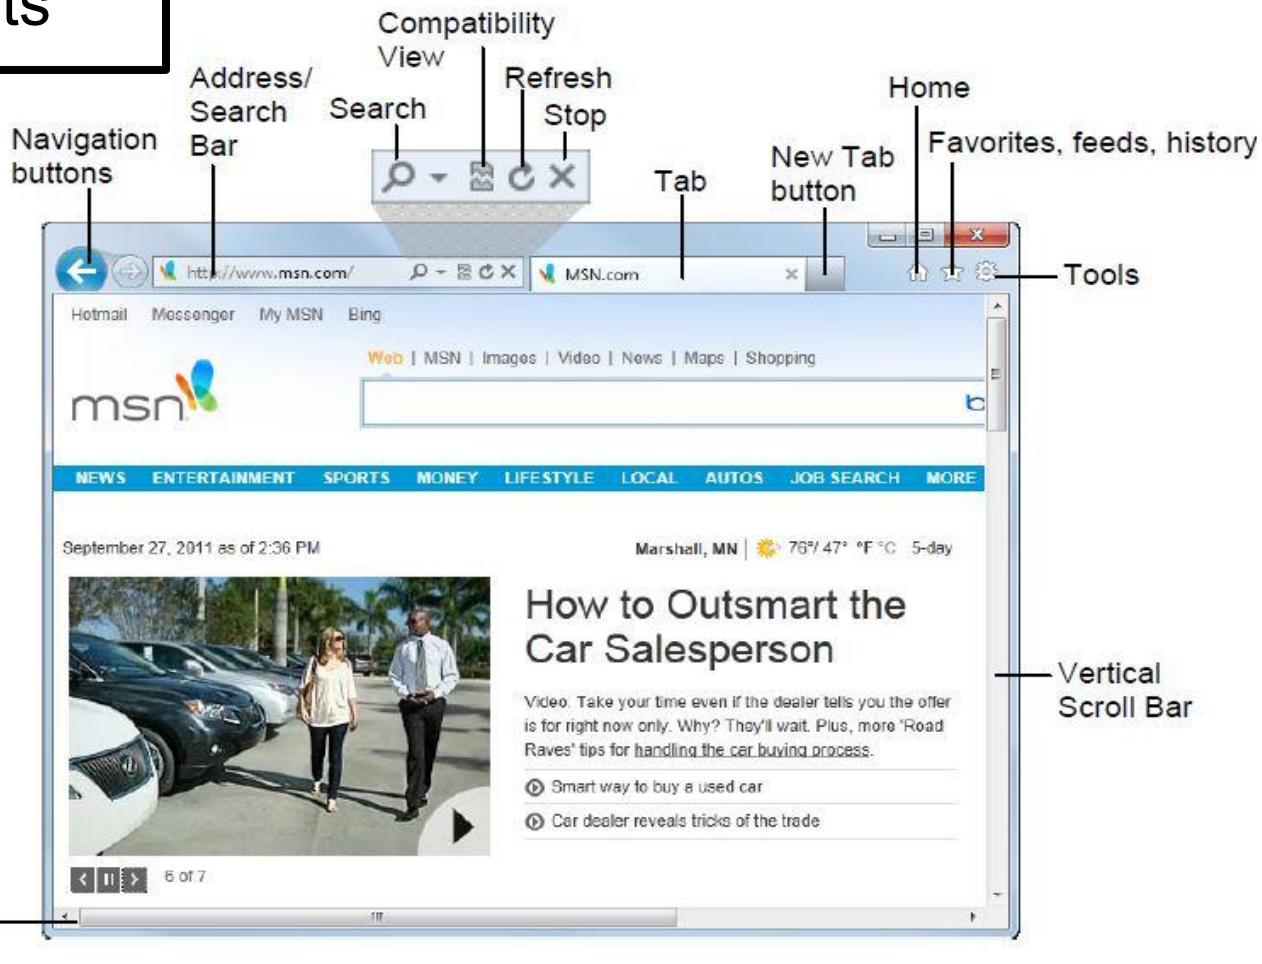 ts
Compatibility
View
Address/
Search
Bar
Search
Refresh
Stop
Home
Navigation
buttons
New Tab
button
Favorites, feeds, history
Tab
http://www.msn.com/
MSN.com
Tools
Hotmail Messenger My MSN Bing
Web | MSN | Images | Video | News | Maps | Shopping
msn
b
NEWS ENTERTAINMENT SPORTS MONEY LIFESTYLE LOCAL AUTOS JOB SEARCH MORE
September 27, 2011 as of 2:36 PM
Marshall, MN | 76°/ 47° °F °C 5-day
How to Outsmart the
Car Salesperson
Video: Take your time even if the dealer tells you the offer
is for right now only. Why? They'll wait. Plus, more 'Road
Raves' tips for handling the car buying process.
Smart way to buy a used car
Car dealer reveals tricks of the trade
6 of 7
Vertical
Scroll Bar